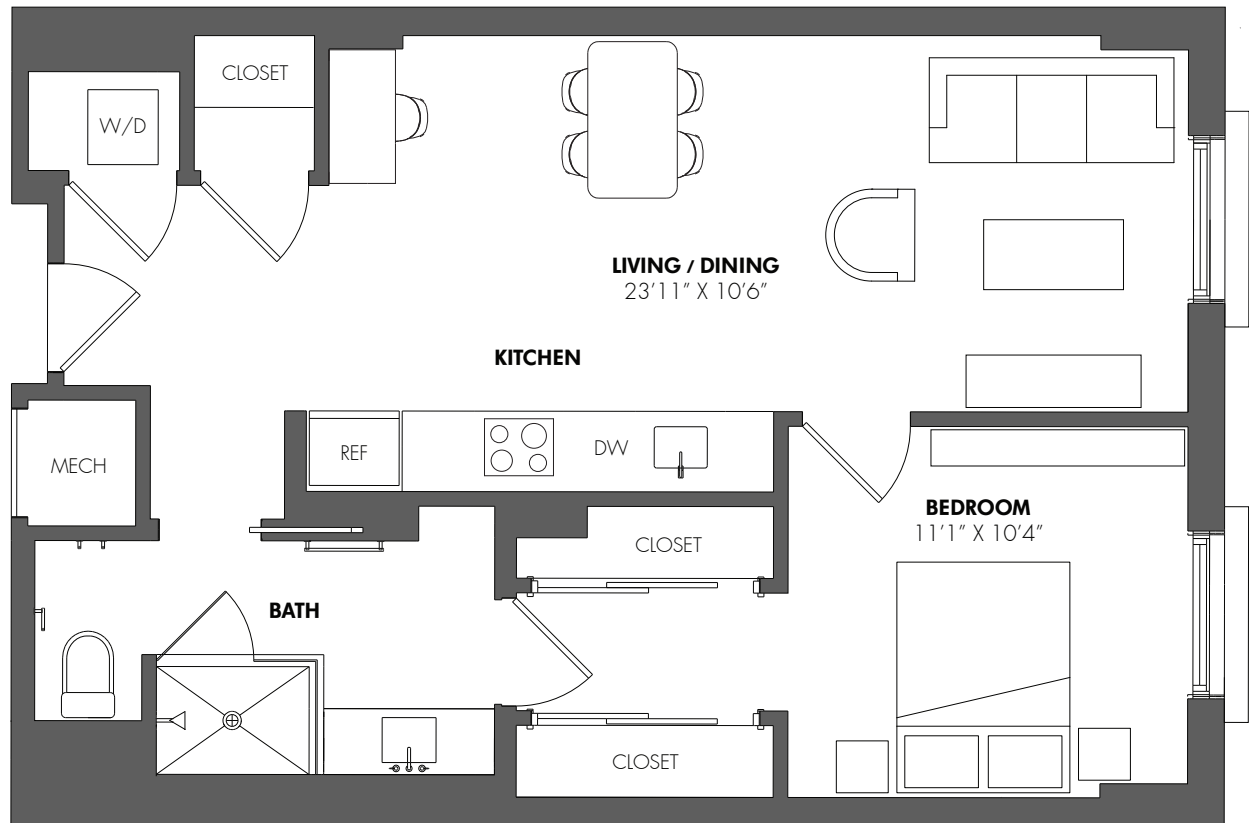 CLOSET
W/D
LIVING / DINING
23'11" X 10'6"
KITCHEN
REF
DW
MECH
BEDROOM
11'1" X 10'4"
CLOSET
BATH
CLOSET